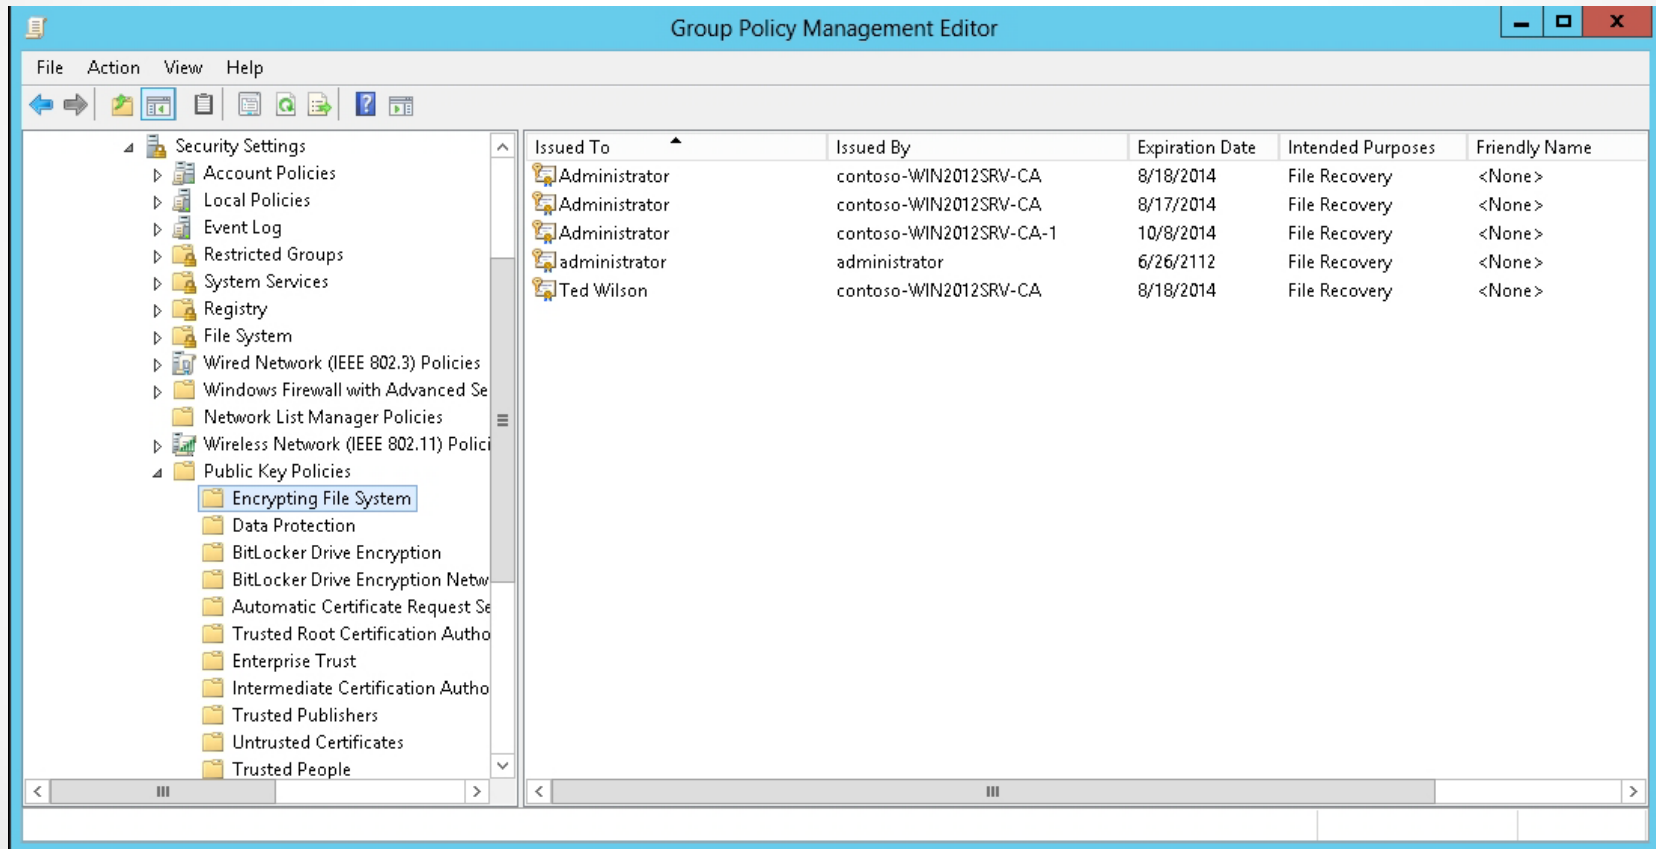 Group Policy Management Editor
File Action View Help
Security Settings
Account Policies
Local Policies
Event Log
Restricted Groups
System Services
Registry
File System
Wired Network (IEEE 802.3) Policies
Windows Firewall with Advanced Se
Network List Manager Policies
Wireless Network (IEEE 802.11) Polici
Public Key Policies
Encrypting File System
Data Protection
BitLocker Drive Encryption
BitLocker Drive Encryption Netw
Automatic Certificate Request Se
Trusted Root Certification Autho
Enterprise Trust
Intermediate Certification Autho
Trusted Publishers
Untrusted Certificates
Trusted People
Issued To Issued By Expiration Date Intended Purposes Friendly Name
Administrator contoso-WIN2012SRV-CA 8/18/2014 File Recovery <None>
Administrator contoso-WIN2012SRV-CA 8/17/2014 File Recovery <None>
Administrator contoso-WIN2012SRV-CA-1 10/8/2014 File Recovery <None>
administrator administrator 6/26/2112 File Recovery <None>
Ted Wilson contoso-WIN2012SRV-CA 8/18/2014 File Recovery <None>